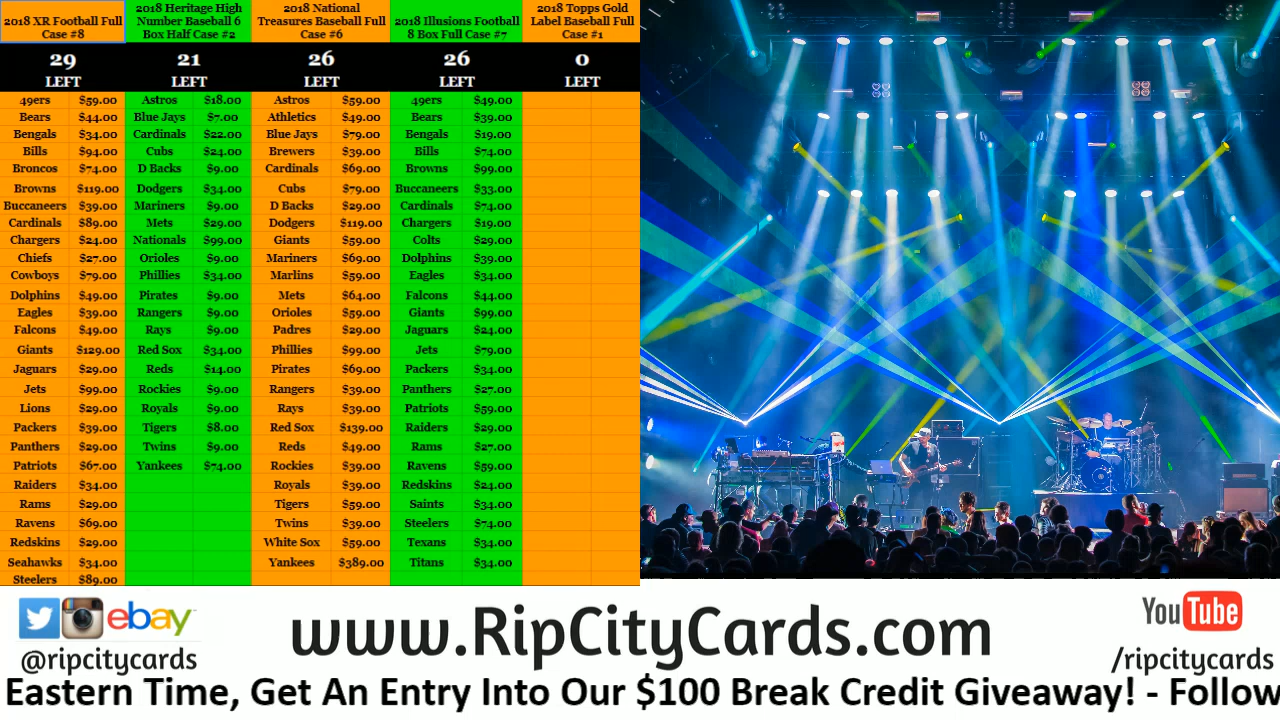 2018 XR Football Full
Case #8
29
LEFT
49ers $59.00
Bears $44.00
Bengals $34.00
Bills $94.00
Broncos $74.00
Browns $119.00
Buccaneers $39.00
Cardinals $89.00
Chargers $24.00
Chiefs $27.00
Cowboys $79.00
Dolphins $49.00
Eagles $39.00
Falcons $49.00
Giants $129.00
Jaguars $29.00
Jets $99.00
Lions $29.00
Packers $39.00
Panthers $29.00
Patriots $67.00
Raiders $34.00
Rams $29.00
Ravens $69.00
Redskins $29.00
Seahawks $34.00
Steelers $89.00
2018 Heritage High
Number Baseball 6
Box Half Case #2
21
LEFT
Astros $18.00
Blue Jays $7.00
Cardinals $22.00
Cubs $24.00
D Backs $9.00
Dodgers $34.00
Mariners $9.00
Mets $29.00
Nationals $99.00
Orioles $9.00
Phillies $34.00
Pirates $9.00
Rangers $9.00
Rays $9.00
Red Sox $34.00
Reds $14.00
Rockies $9.00
Royals $9.00
Tigers $8.00
Twins $9.00
Yankees $74.00
2018 National
Treasures Baseball Full
Case #6
26
LEFT
Astros $59.00
Athletics $49.00
Blue Jays $79.00
Brewers $39.00
Cardinals $69.00
Cubs $79.00
D Backs $29.00
Dodgers $119.00
Giants $59.00
Mariners $69.00
Marlins $59.00
Mets $64.00
Orioles $59.00
Padres $29.00
Phillies $99.00
Pirates $69.00
Rangers $39.00
Rays $39.00
Red Sox $139.00
Reds $49.00
Rockies $39.00
Royals $39.00
Tigers $59.00
Twins $39.00
White Sox $59.00
Yankees $389.00
2018 Illusions Football
8 Box Full Case #7
26
LEFT
49ers $49.00
Bears $39.00
Bengals $19.00
Bills $74.00
Browns $99.00
Buccaneers $33.00
Cardinals $74.00
Chargers $19.00
Colts $29.00
Dolphins $39.00
Eagles $34.00
Falcons $44.00
Giants $99.00
Jaguars $24.00
Jets $79.00
Packers $34.00
Panthers $27.00
Patriots $59.00
Raiders $29.00
Rams $27.00
Ravens $59.00
Redskins $24.00
Saints $34.00
Steelers $74.00
Texans $34.00
Titans $34.00
2018 Topps Gold
Label Baseball Full
Case #1
0
LEFT
ebay
@ripcitycards
www.RipCityCards.com
YouTube
/ripcitycards
Eastern Time, Get An Entry Into Our $100 Break Credit Giveaway! - Follow